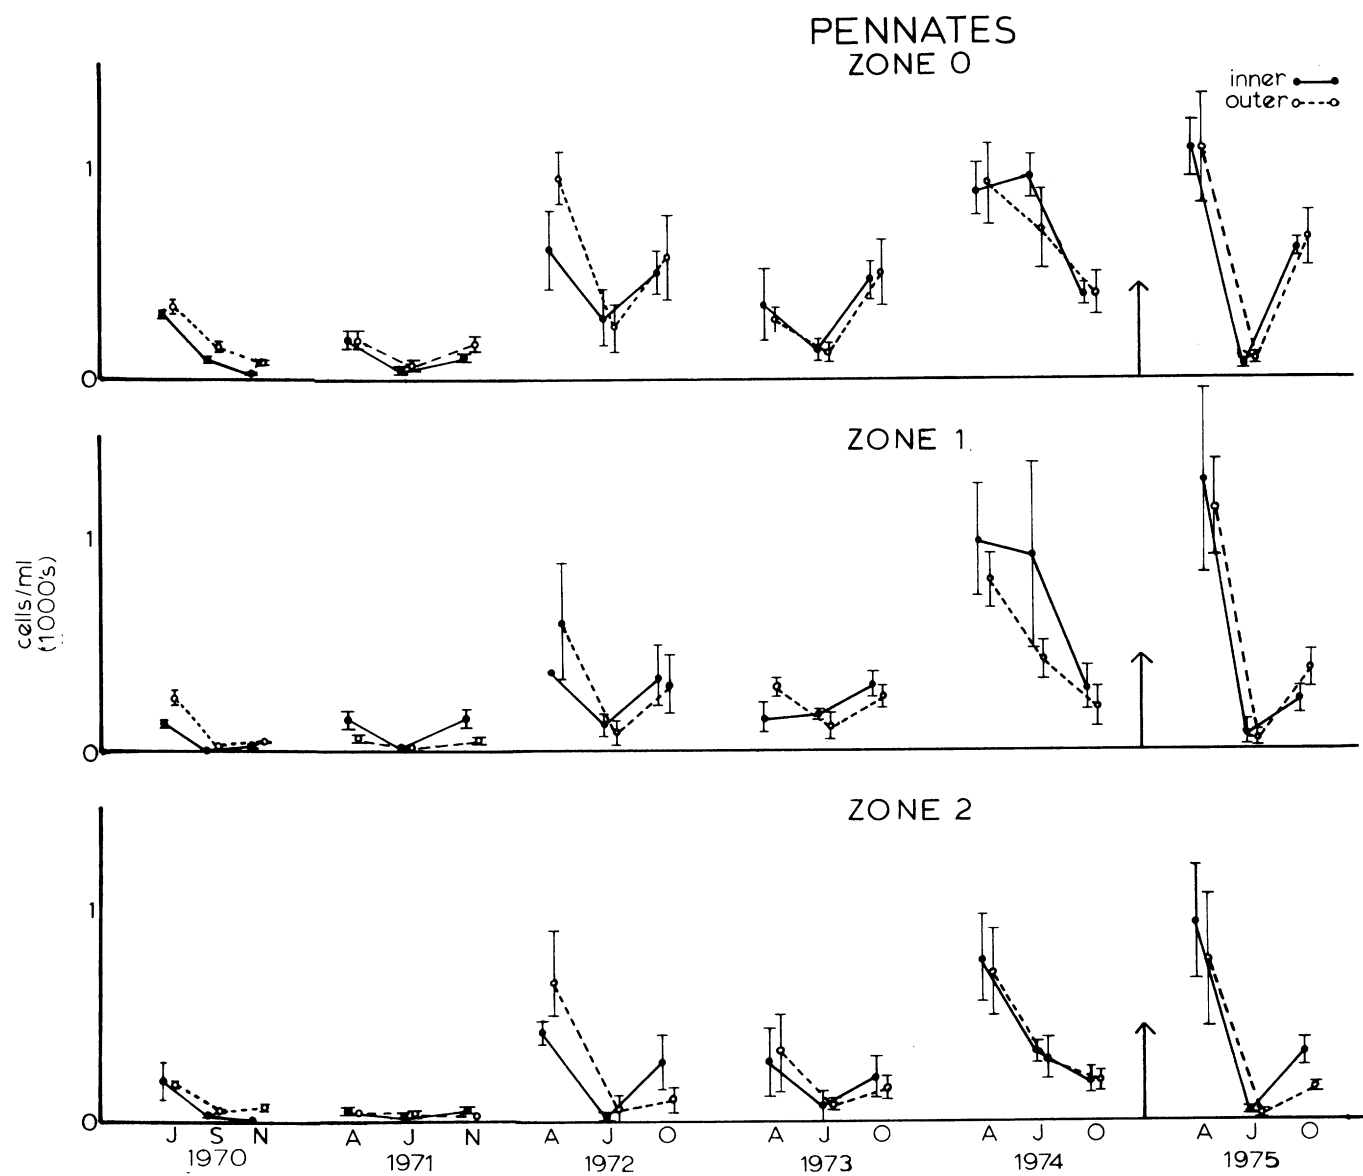 PENNATES
ZONE 0
inner
outer
1
0
ZONE 1
1
0
cells/ml
(1000's)
ZONE 2
1
0
J S N A J N A J O A J O A J O A J O
1970 1971 1972 1973 1974 1975